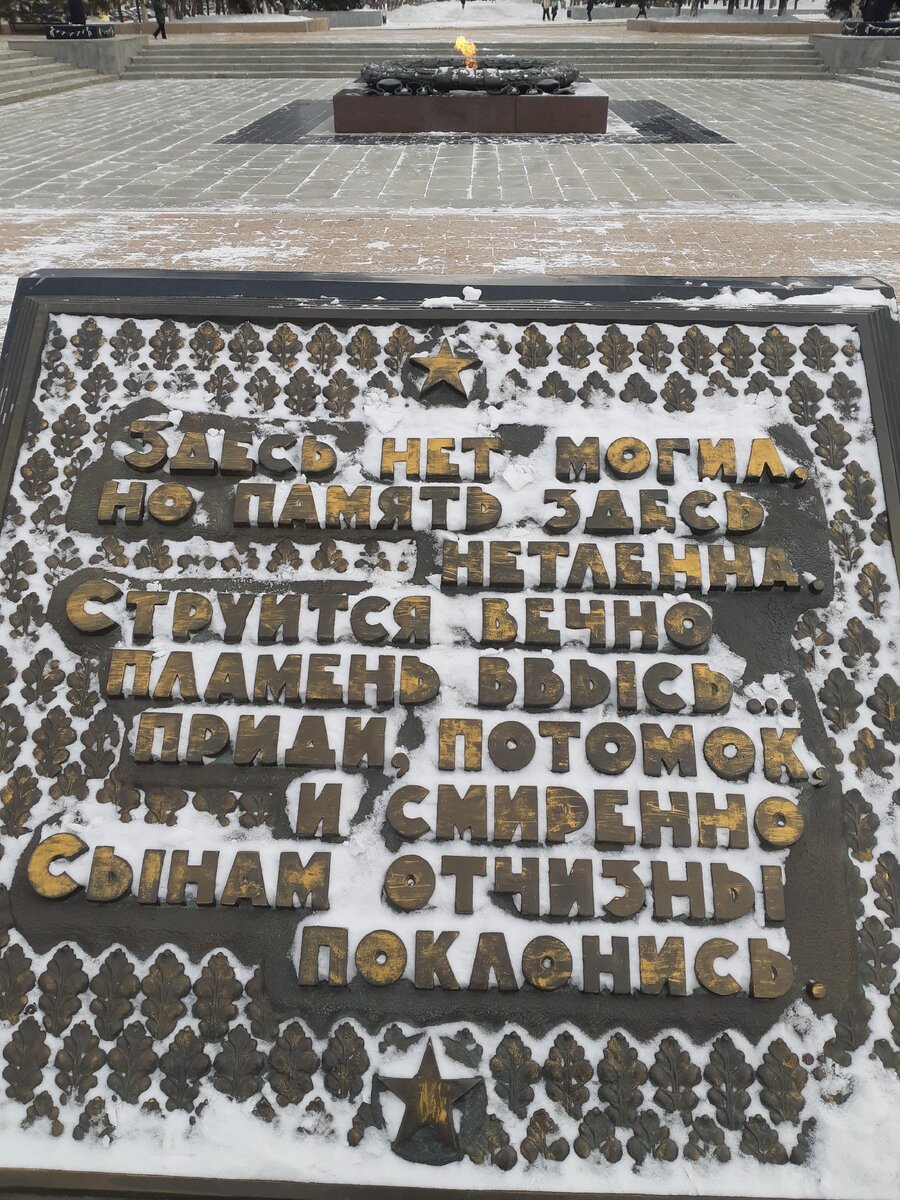 Здесь нет могил,
но память здесь
нетленна.
Струится вечно
пламень ввысь...
приди, потомок,
и смиренно
Сынам отчизны
поклонись.